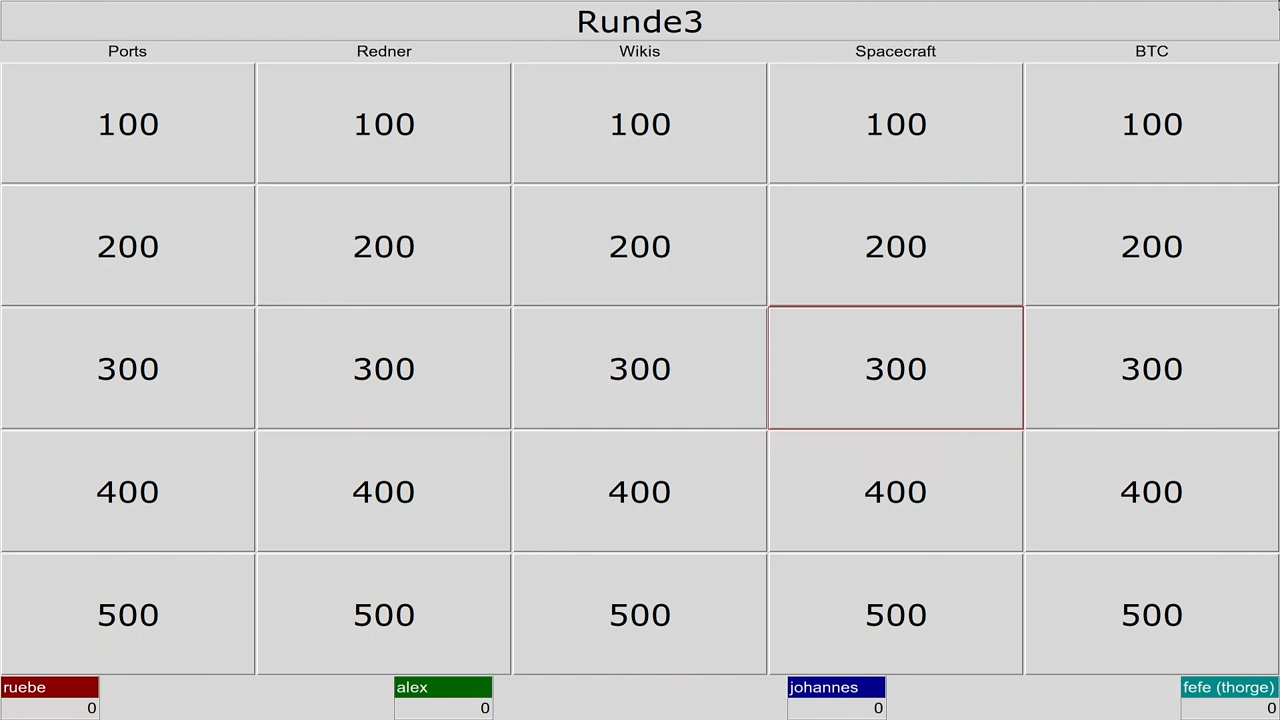 Runde3
Ports Redner Wikis Spacecraft BTC
100 100 100 100 100
200 200 200 200 200
300 300 300 300 300
400 400 400 400 400
500 500 500 500 500
ruebe alex johannes fefe (thorge)
0 0 0 0